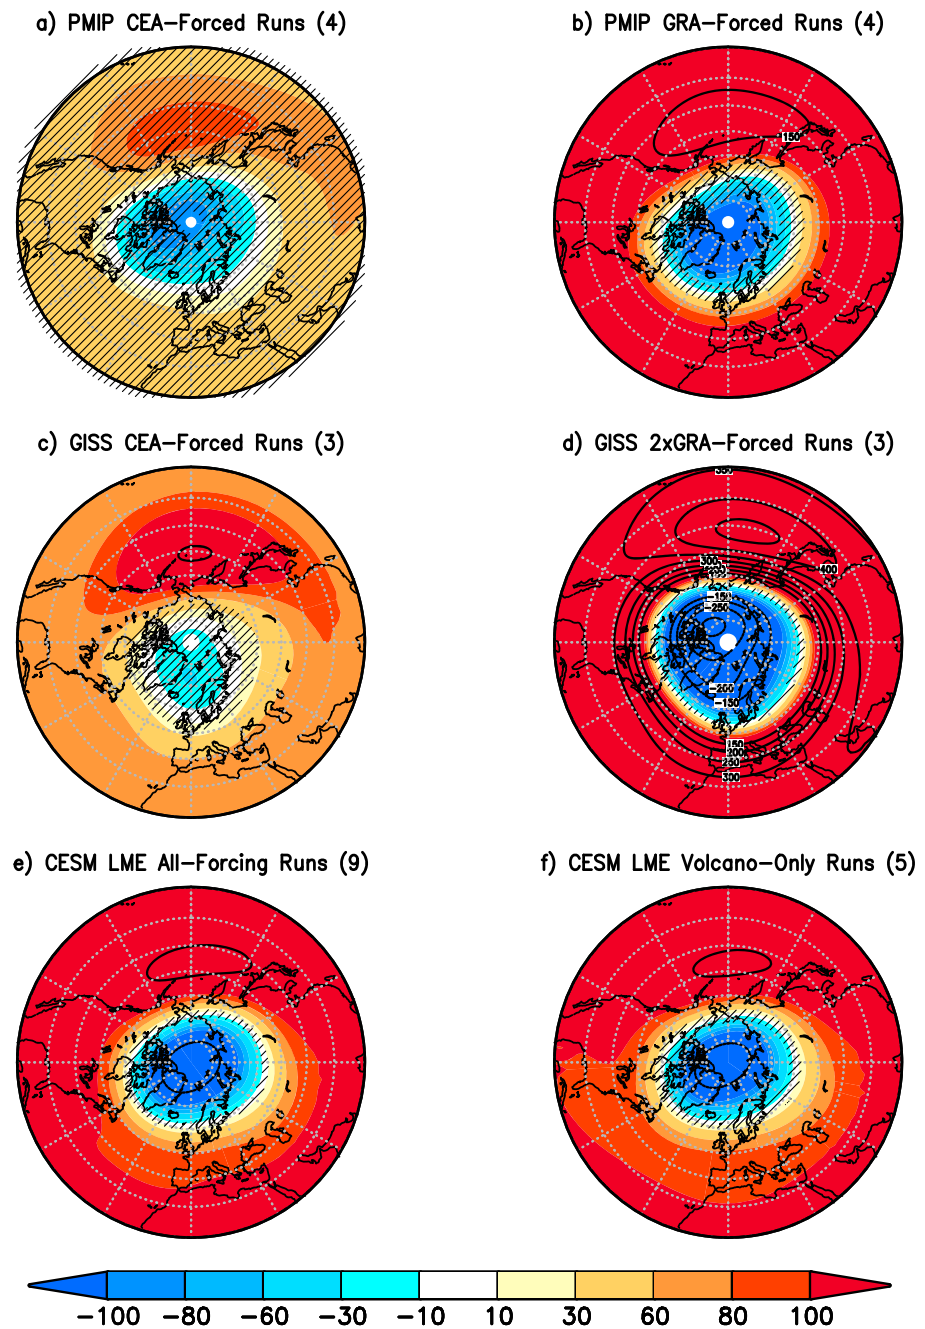 a) PMIP CEA-Forced Runs (4)
b) PMIP GRA-Forced Runs (4)
150
c) GISS CEA-Forced Runs (3)
d) GISS 2xGRA-Forced Runs (3)
350
300
400
-150
-250
-200
-150
150
200
250
300
e) CESM LME All-Forcing Runs (9)
f) CESM LME Volcano-Only Runs (5)
-100 -80 -60 -30 -10 10 30 60 80 100